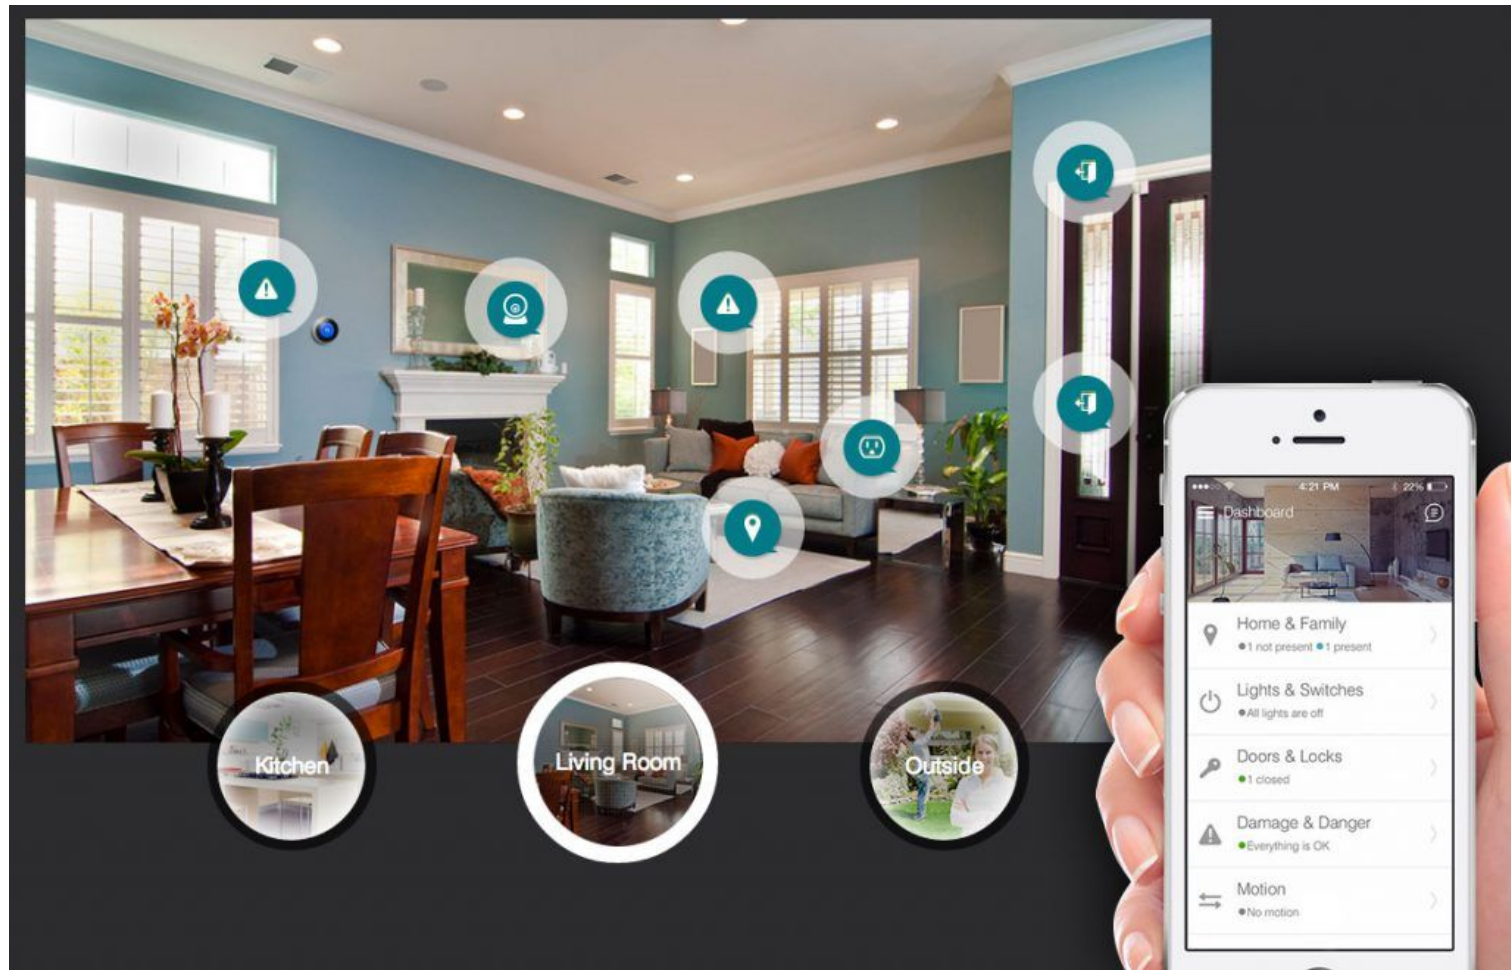 Kitchen
Living Room
Outside
4:21 PM
22%
Dashboard
Home & Family
1 not present 1 present
Lights & Switches
All lights are off
Doors & Locks
1 closed
Damage & Danger
Everything is OK
Motion
No motion